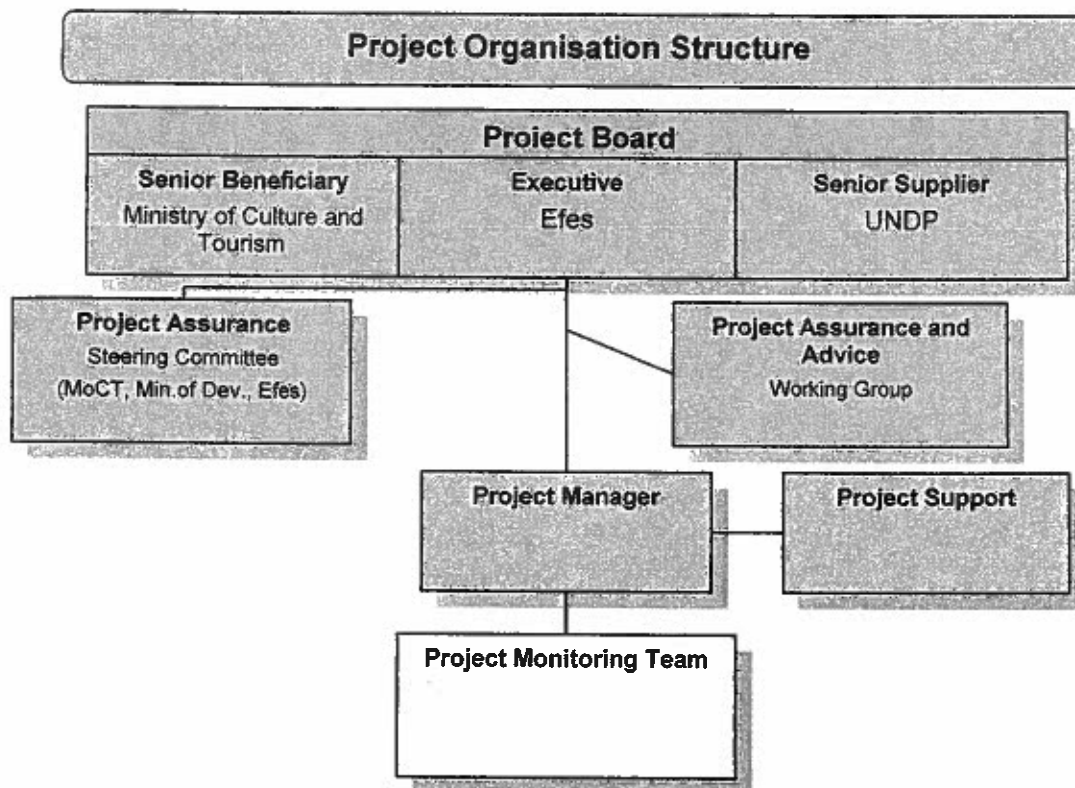 Project Organisation Structure
Project Board
Senior Beneficiary
Ministry of Culture and
Tourism
Executive
Efes
Senior Supplier
UNDP
Project Assurance
Steering Committee
(MoCT, Min.of Dev., Efes)
Project Assurance and
Advice
Working Group
Project Manager
Project Support
Project Monitoring Team